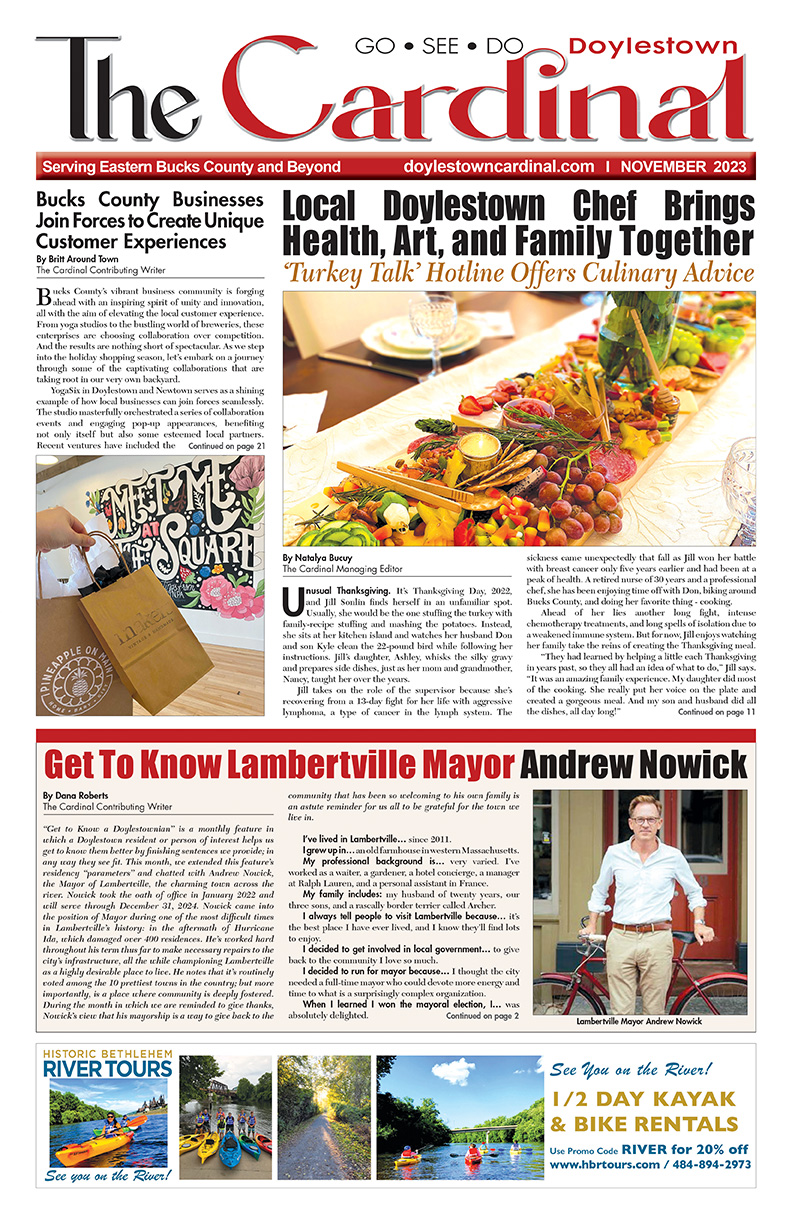 GO • SEE • DO Doylestown
The Cardinal
Serving Eastern Bucks County and Beyond doylestowncardinal.com I NOVEMBER 2023
Bucks County Businesses
Join Forces to Create Unique
Customer Experiences
By Britt Around Town
The Cardinal Contributing Writer
Bucks County's vibrant business community is forging
ahead with an inspiring spirit of unity and innovation,
all with the aim of elevating the local customer experience.
From yoga studios to the bustling world of breweries, these
enterprises are choosing collaboration over competition.
And the results are nothing short of spectacular. As we step
into the holiday shopping season, let's embark on a journey
through some of the captivating collaborations that are
taking root in our very own backyard.
YogaSix in Doylestown and Newtown serves as a shining
example of how local businesses can join forces seamlessly.
The studio masterfully orchestrated a series of collaboration
events and engaging pop-up appearances, benefiting
not only itself but also some esteemed local partners.
Recent ventures have included the Continued on page 21
MEET ME
AT
THE SQUARE
PINEAPPLE ON MAIN
HOME • BABY
Local Doylestown Chef Brings
Health, Art, and Family Together
'Turkey Talk' Hotline Offers Culinary Advice
By Natalya Bucuy
The Cardinal Managing Editor
Unusual Thanksgiving. It's Thanksgiving Day, 2022,
and Jill Sonlin finds herself in an unfamiliar spot.
Usually, she would be the one stuffing the turkey with
family-recipe stuffing and mashing the potatoes. Instead,
she sits at her kitchen island and watches her husband Don
and son Kyle clean the 22-pound bird while following her
instructions. Jill's daughter, Ashley, whisks the silky gravy
and prepares side dishes, just as her mom and grandmother,
Nancy, taught her over the years.
Jill takes on the role of the supervisor because she's
recovering from a 13-day fight for her life with aggressive
lymphoma, a type of cancer in the lymph system. The
sickness came unexpectedly that fall as Jill won her battle
with breast cancer only five years earlier and had been at a
peak of health. A retired nurse of 30 years and a professional
chef, she has been enjoying time off with Don, biking around
Bucks County, and doing her favorite thing - cooking.
Ahead of her lies another long fight, intense
chemotherapy treatments, and long spells of isolation due to
a weakened immune system. But for now, Jill enjoys watching
her family take the reins of creating the Thanksgiving meal.
"They had learned by helping a little each Thanksgiving
in years past, so they all had an idea of what to do," Jill says.
"It was an amazing family experience. My daughter did most
of the cooking. She really put her voice on the plate and
created a gorgeous meal. And my son and husband did all
the dishes, all day long!" Continued on page 11
Get To Know Lambertville Mayor Andrew Nowick
By Dana Roberts
The Cardinal Contributing Writer
"Get to Know a Doylestownian" is a monthly feature in
which a Doylestown resident or person of interest helps us
get to know them better by finishing sentences we provide; in
any way they see fit. This month, we extended this feature's
residency "parameters" and chatted with Andrew Nowick,
the Mayor of Lambertville, the charming town across the
river. Nowick took the oath of office in January 2022 and
will serve through December 31, 2024. Nowick came into
the position of Mayor during one of the most difficult times
in Lambertville's history: in the aftermath of Hurricane
Ida, which damaged over 400 residences. He's worked hard
throughout his term thus far to make necessary repairs to the
city's infrastructure, all the while championing Lambertville
as a highly desirable place to live. He notes that it's routinely
voted among the 10 prettiest towns in the country; but more
importantly, is a place where community is deeply fostered.
During the month in which we are reminded to give thanks,
Nowick's view that his mayorship is a way to give back to the
community that has been so welcoming to his own family is
an astute reminder for us all to be grateful for the town we
live in.
I've lived in Lambertville… since 2011.
I grew up in… an old farmhouse in western Massachusetts.
My professional background is… very varied. I've
worked as a waiter, a gardener, a hotel concierge, a manager
at Ralph Lauren, and a personal assistant in France.
My family includes: my husband of twenty years, our
three sons, and a rascally border terrier called Archer.
I always tell people to visit Lambertville because… it's
the best place I have ever lived, and I know they'll find lots
to enjoy.
I decided to get involved in local government… to give
back to the community I love so much.
I decided to run for mayor because… I thought the city
needed a full-time mayor who could devote more energy and
time to what is a surprisingly complex organization.
When I learned I won the mayoral election, I… was
absolutely delighted. Continued on page 2
Lambertville Mayor Andrew Nowick
HISTORIC BETHLEHEM
RIVER TOURS
See you on the River!
See You on the River!
1/2 DAY KAYAK
& BIKE RENTALS
Use Promo Code RIVER for 20% off
www.hbrtours.com / 484-894-2973